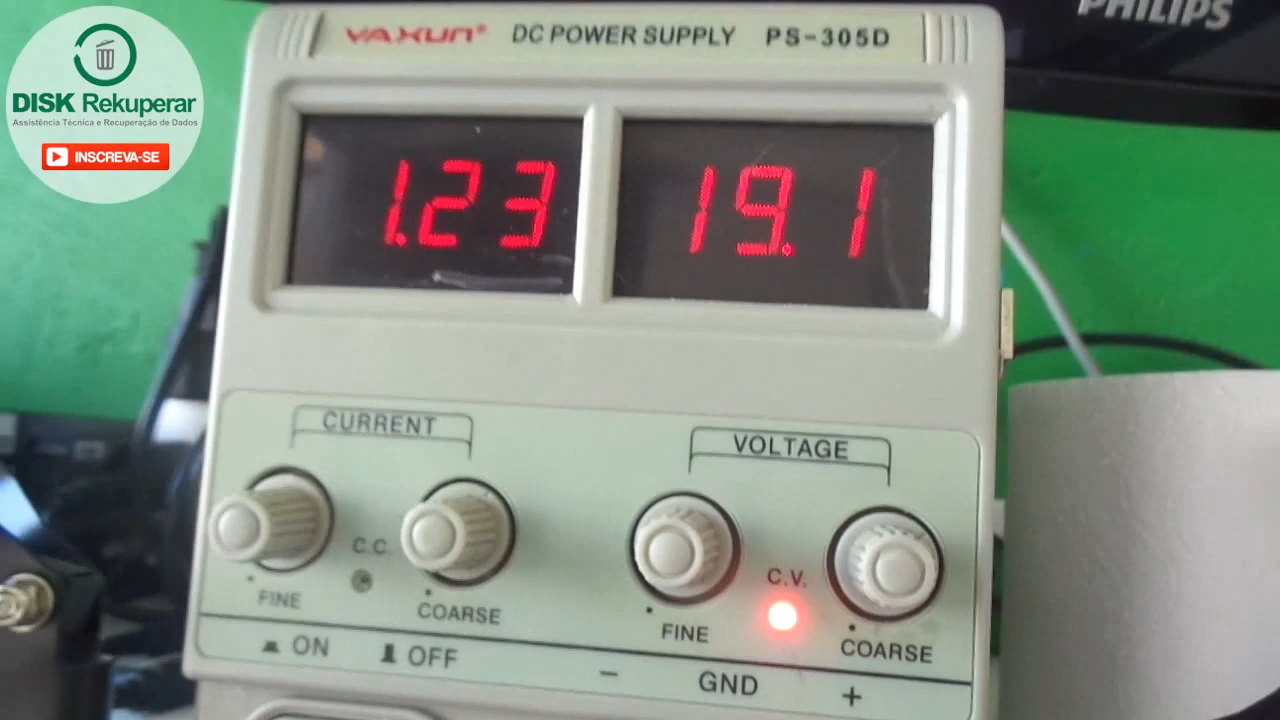 DISK Rekuperar
Assistência Técnica e Recuperação de Dados
INSCREVA-SE
YAXUN® DC POWER SUPPLY PS-305D
PHILIPS
1.23 19.1
CURRENT
VOLTAGE
C.C.
C.V.
FINE
COARSE
FINE
COARSE
ON OFF
- GND +